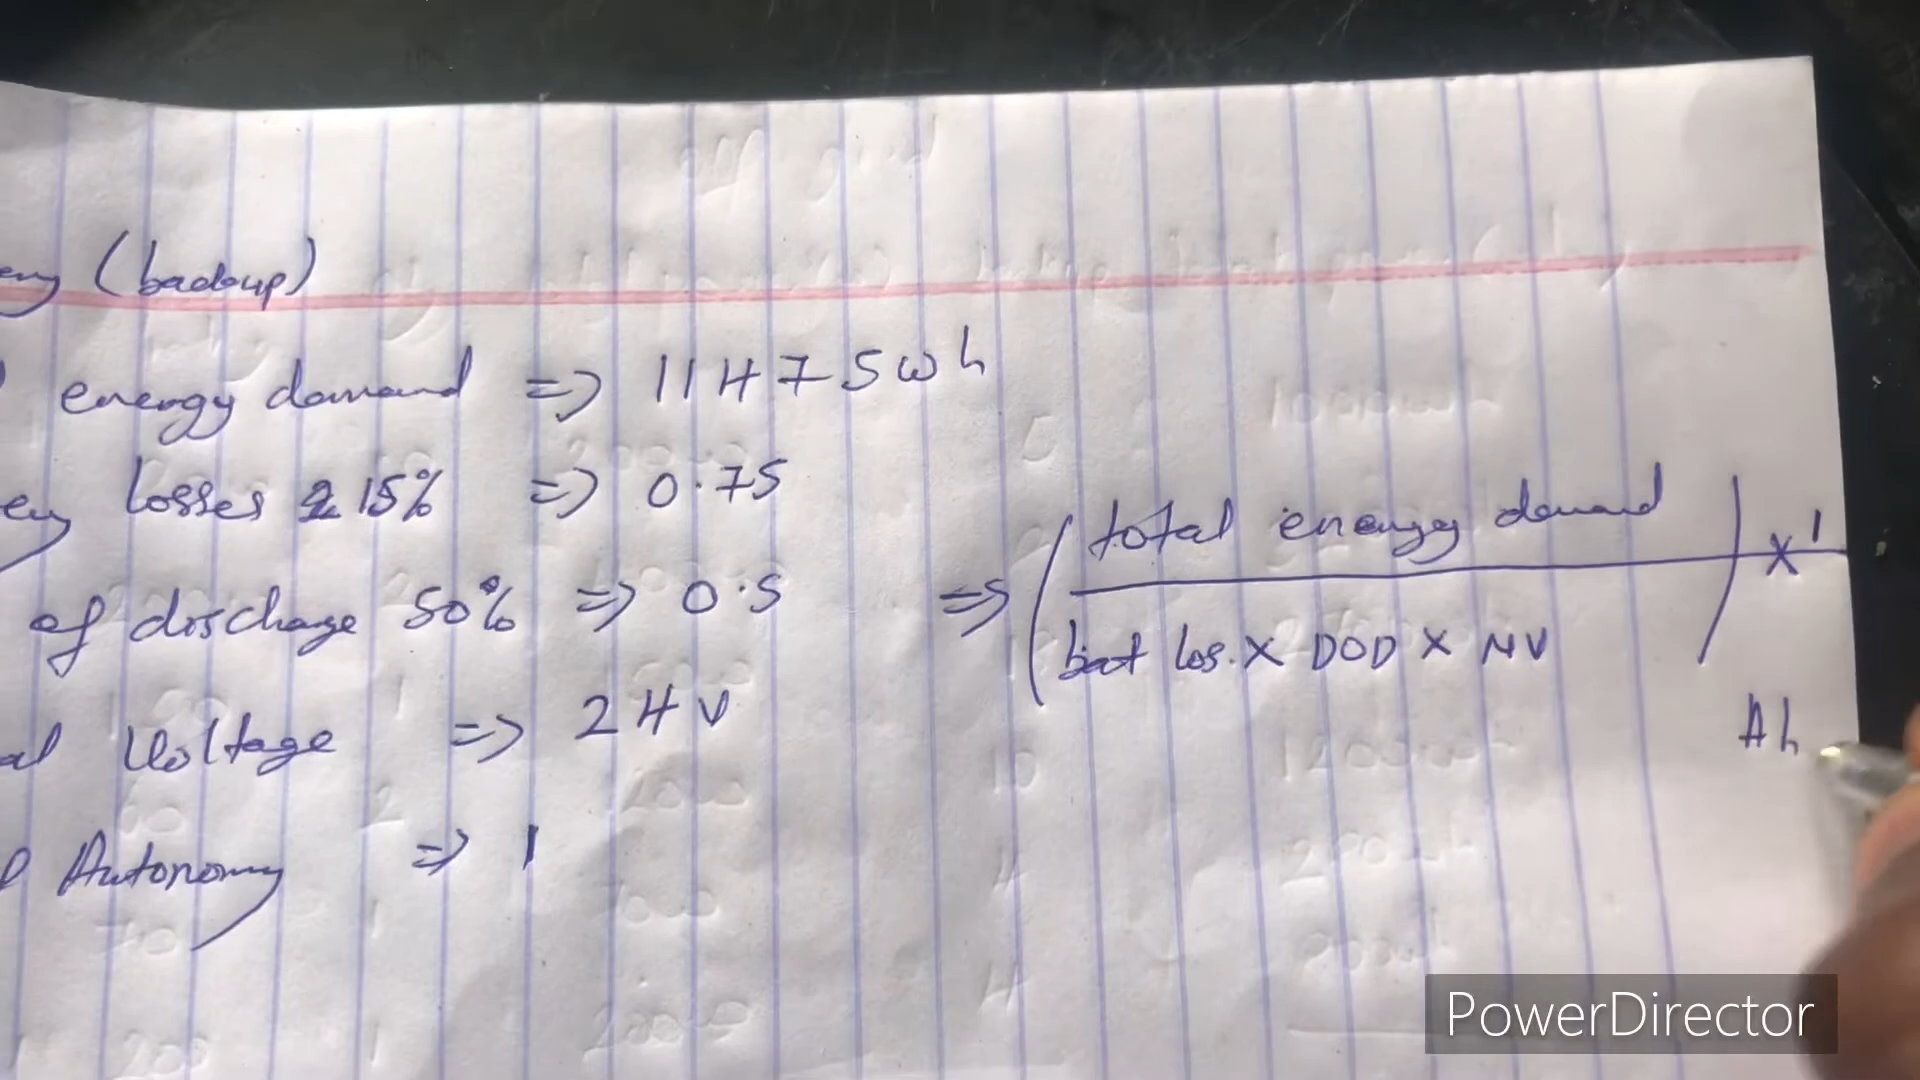 (backup)
energy demand => 11475wh
losses 15% => 0.75
of discharge 50% => 0.5
total energy demand
=> x 1
bat los. x DOD x NV
Voltage => 24V
Ah
Autonomy => 1
PowerDirector